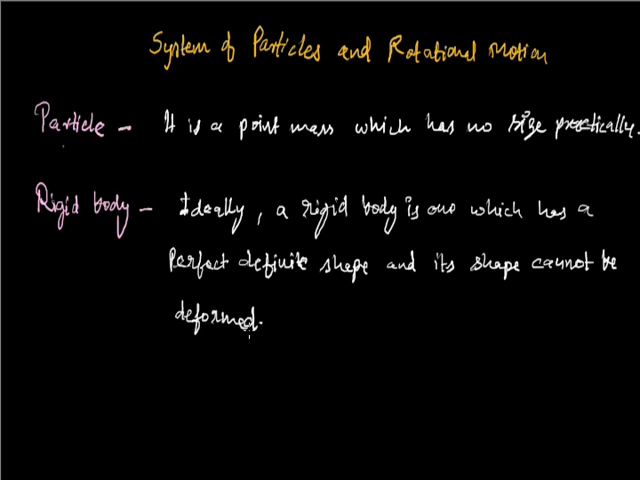 System of Particles and Rotational Motion
Particle - It is a point mass which has no size practically.
Rigid body - Ideally, a rigid body is one which has a
perfect definite shape and its shape cannot be
deformed.